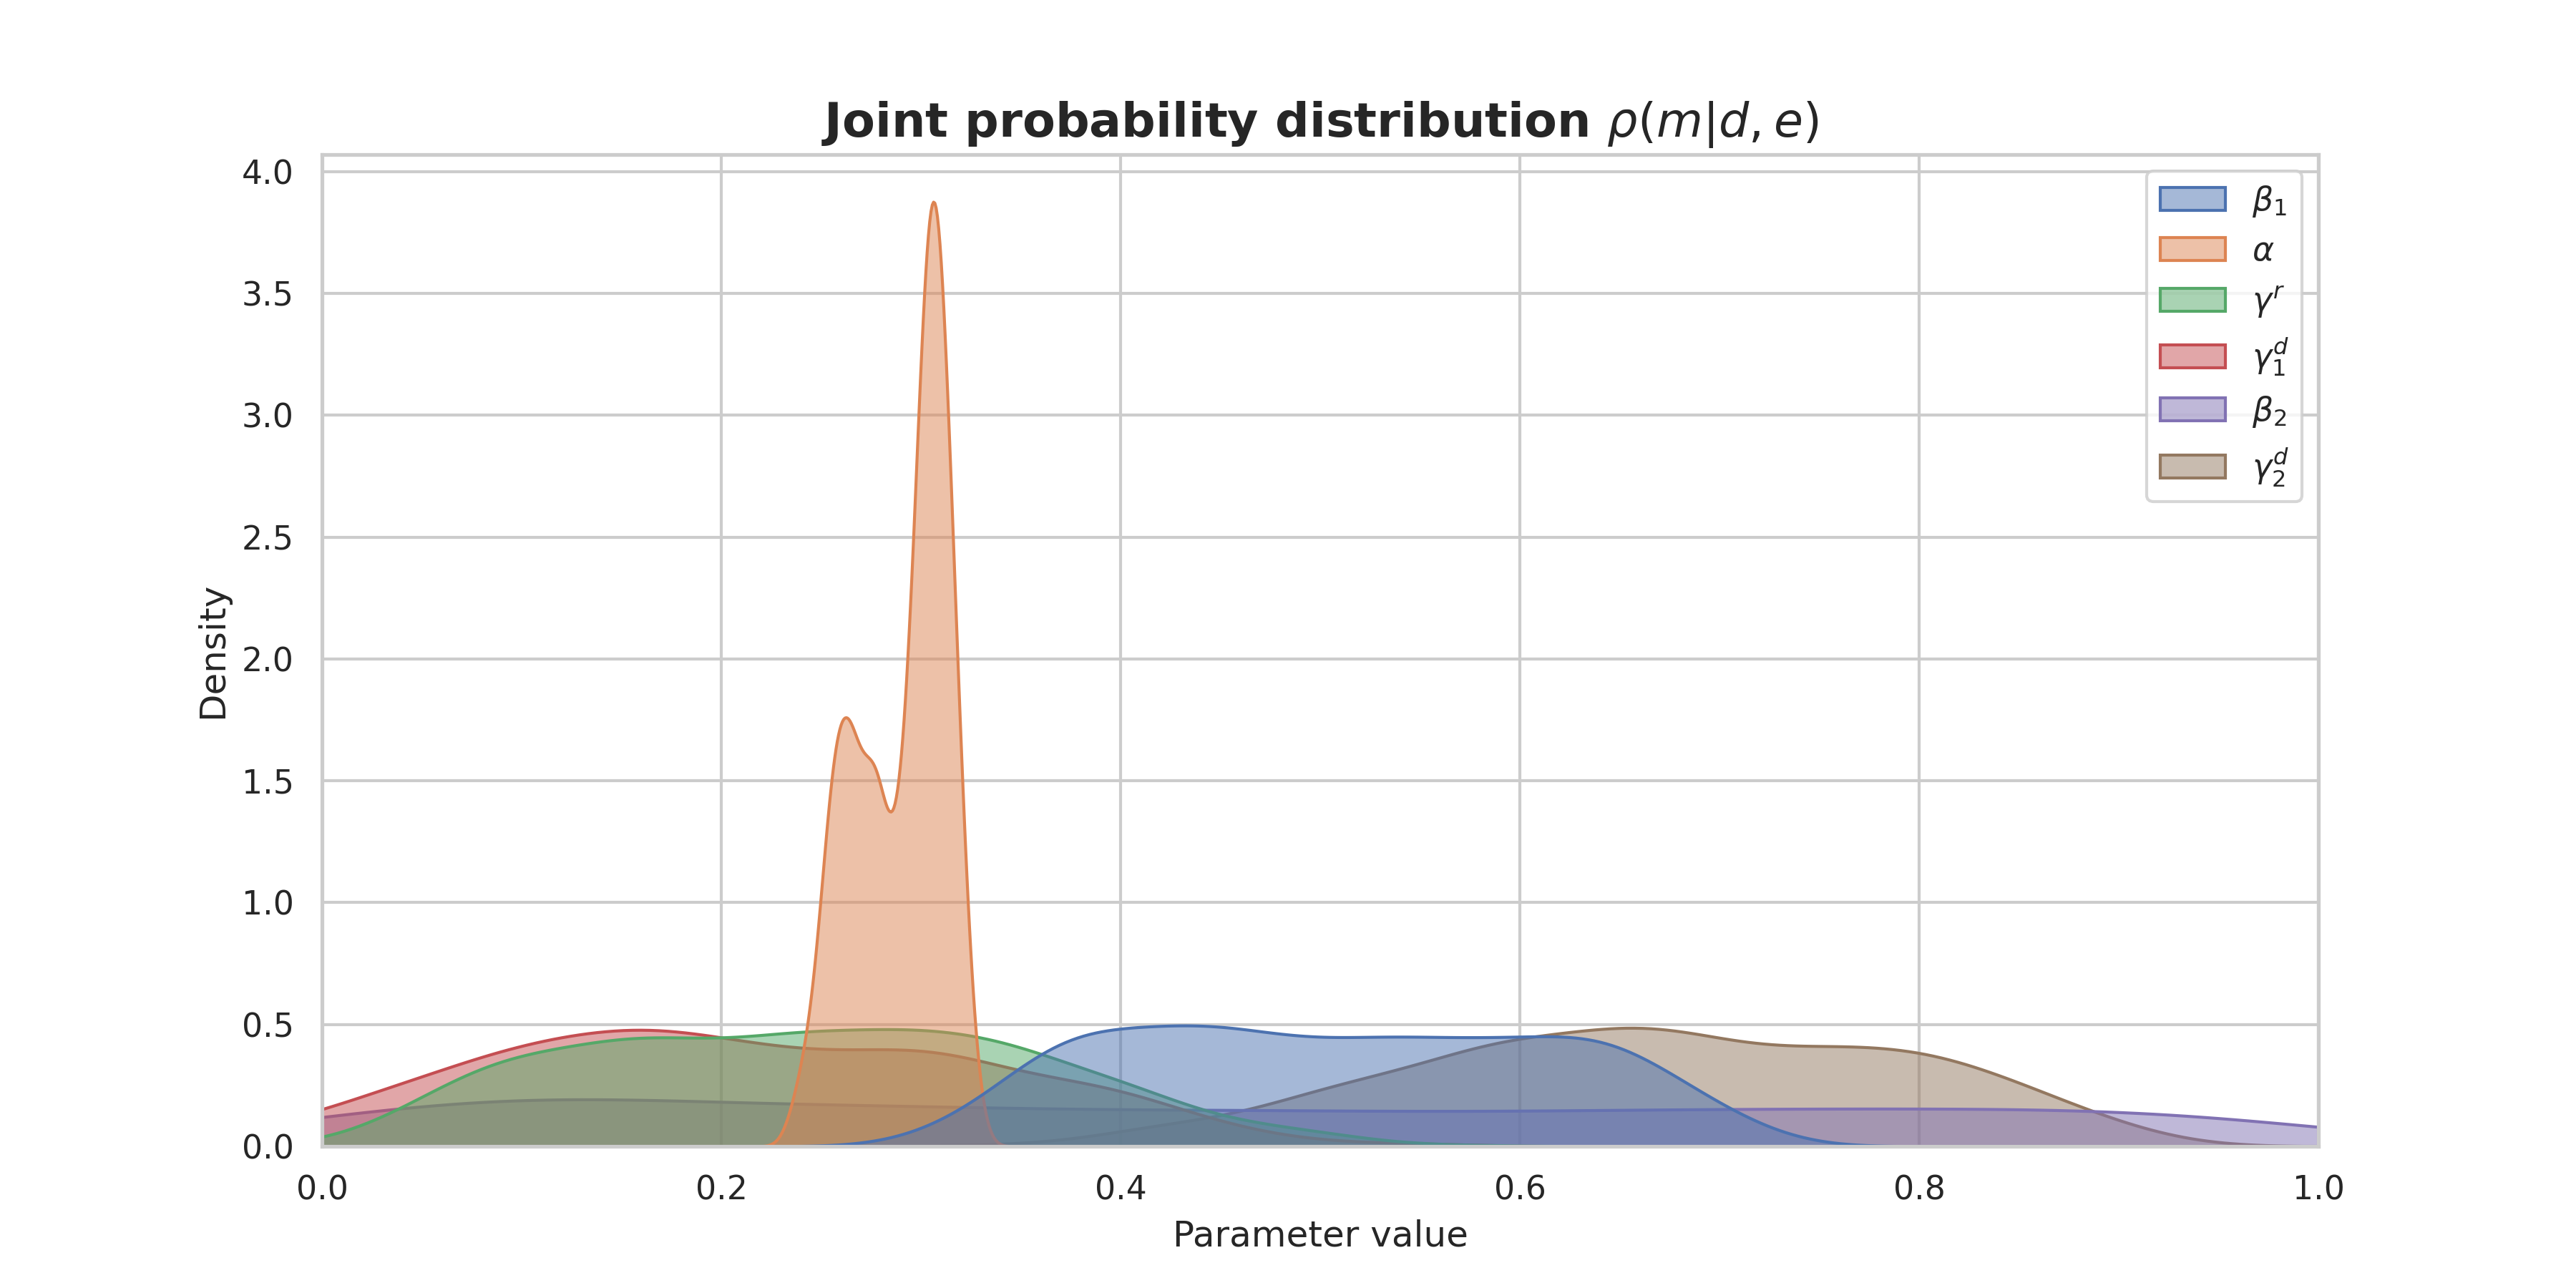 Joint probability distribution ρ(m|d, e)
4.0
3.5
3.0
2.5
2.0
1.5
1.0
0.5
0.0
Density
0.0 0.2 0.4 0.6 0.8 1.0
Parameter value
β₁
α
γʳ
γ₁ᵈ
β₂
γ₂ᵈ